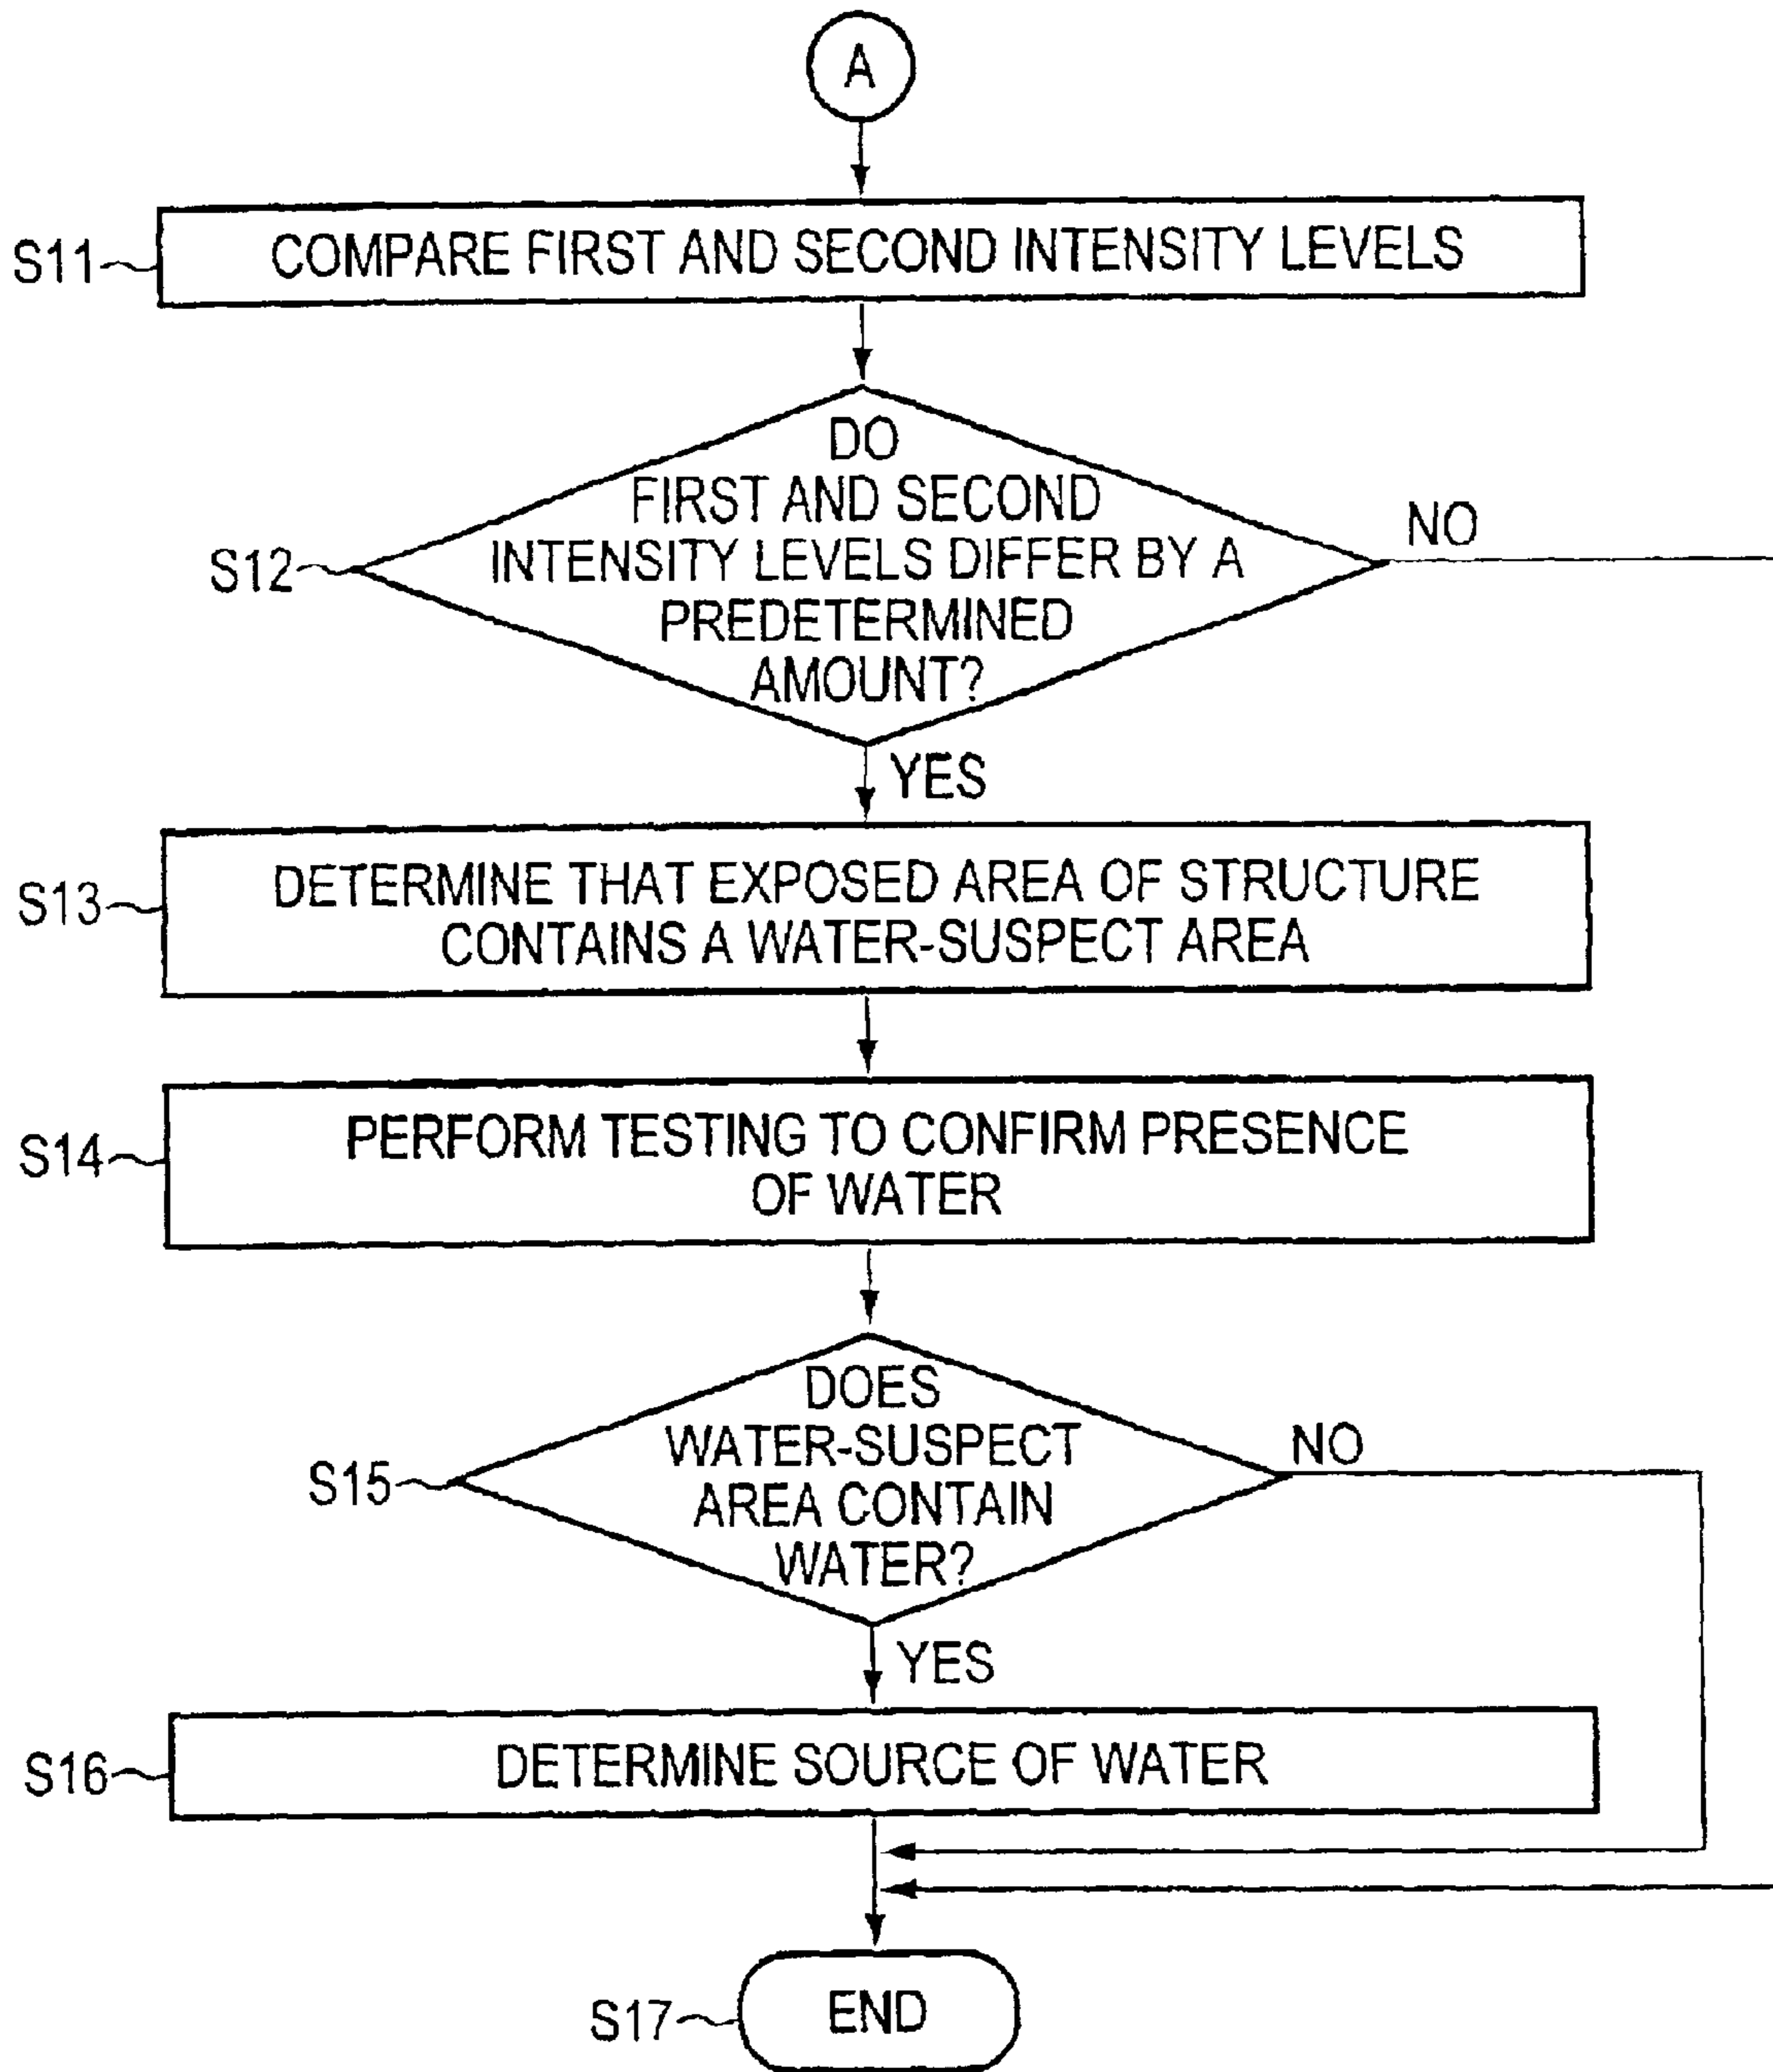 A
S11
COMPARE FIRST AND SECOND INTENSITY LEVELS
DO
FIRST AND SECOND
INTENSITY LEVELS DIFFER BY A
PREDETERMINED
AMOUNT?
S12
NO
YES
S13
DETERMINE THAT EXPOSED AREA OF STRUCTURE
CONTAINS A WATER-SUSPECT AREA
S14
PERFORM TESTING TO CONFIRM PRESENCE
OF WATER
DOES
WATER-SUSPECT
AREA CONTAIN
WATER?
S15
NO
YES
S16
DETERMINE SOURCE OF WATER
S17
END